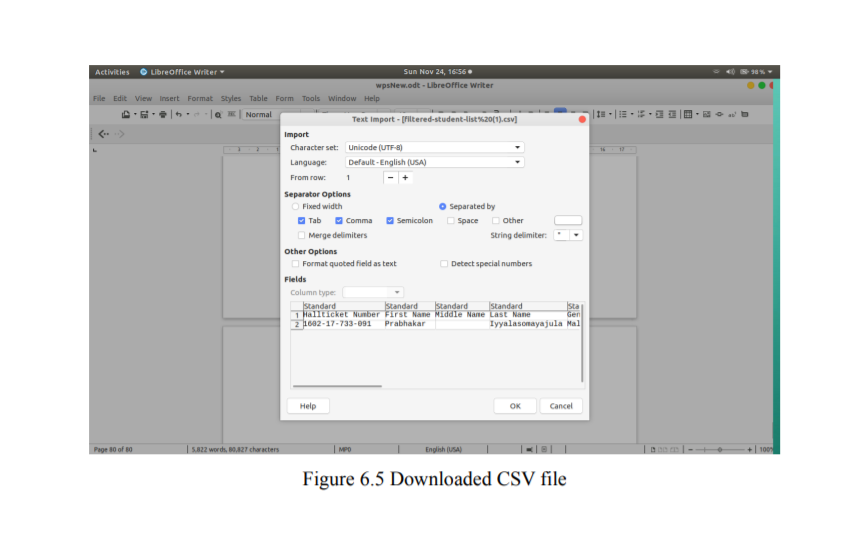 Activities LibreOffice Writer Sun Nov 24, 16:56 98 %
wpsNew.odt - LibreOffice Writer
File Edit View Insert Format Styles Table Form Tools Window Help
Normal
Text Import - [filtered-student-list%20(1).csv]
Import
Character set: Unicode (UTF-8)
Language: Default - English (USA)
From row: 1 − +
Separator Options
Fixed width Separated by
Tab Comma Semicolon Space Other
Merge delimiters String delimiter: "
Other Options
Format quoted field as text Detect special numbers
Fields
Column type:
Standard Standard Standard Standard Sta
1 Hallticket Number First Name Middle Name Last Name Gen
2 1602-17-733-091 Prabhakar Iyyalasomayajula Mal
Help OK Cancel
Page 80 of 80 5,822 words, 80,827 characters MPD English (USA) 100%
Figure 6.5 Downloaded CSV file